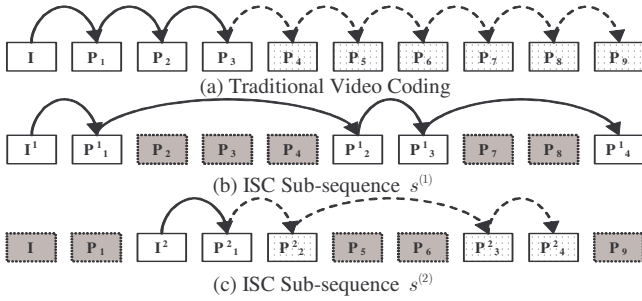 I P₁ P₂ P₃ P₄ P₅ P₆ P₇ P₈ P₉
(a) Traditional Video Coding
I¹ P¹₁ P₂ P₃ P₄ P¹₂ P¹₃ P₇ P₈ P¹₄
(b) ISC Sub-sequence s⁽¹⁾
I P₁ I² P²₁ P²₂ P₅ P₆ P²₃ P²₄ P₉
(c) ISC Sub-sequence s⁽²⁾